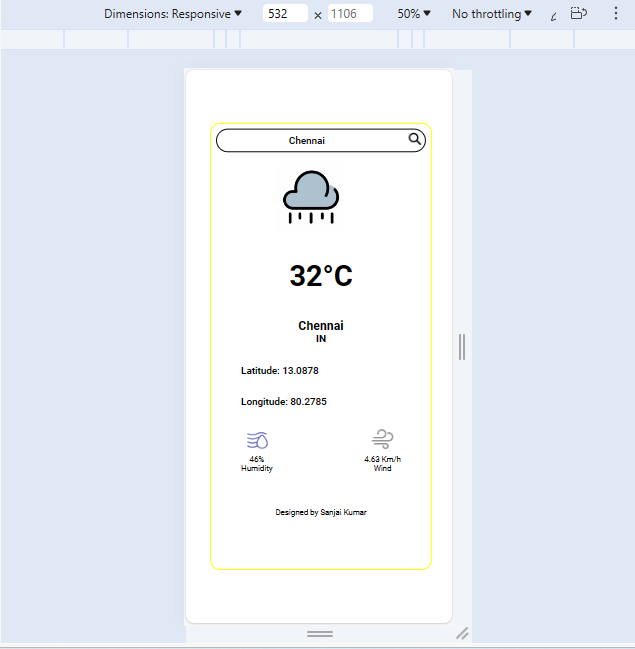 Dimensions: Responsive ▼ 532 × 1106 50% ▼ No throttling ▼
Chennai
32°C
Chennai
IN
Latitude: 13.0878
Longitude: 80.2785
46% 4.63 Km/h
Humidity Wind
Designed by Sanjai Kumar